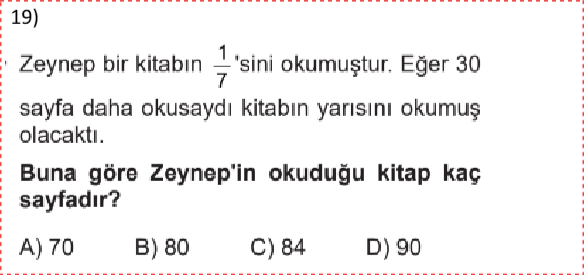 19)
Zeynep bir kitabın 1/7 'sini okumuştur. Eğer 30
sayfa daha okusaydı kitabın yarısını okumuş
olacaktı.
Buna göre Zeynep'in okuduğu kitap kaç
sayfadır?
A) 70 B) 80 C) 84 D) 90